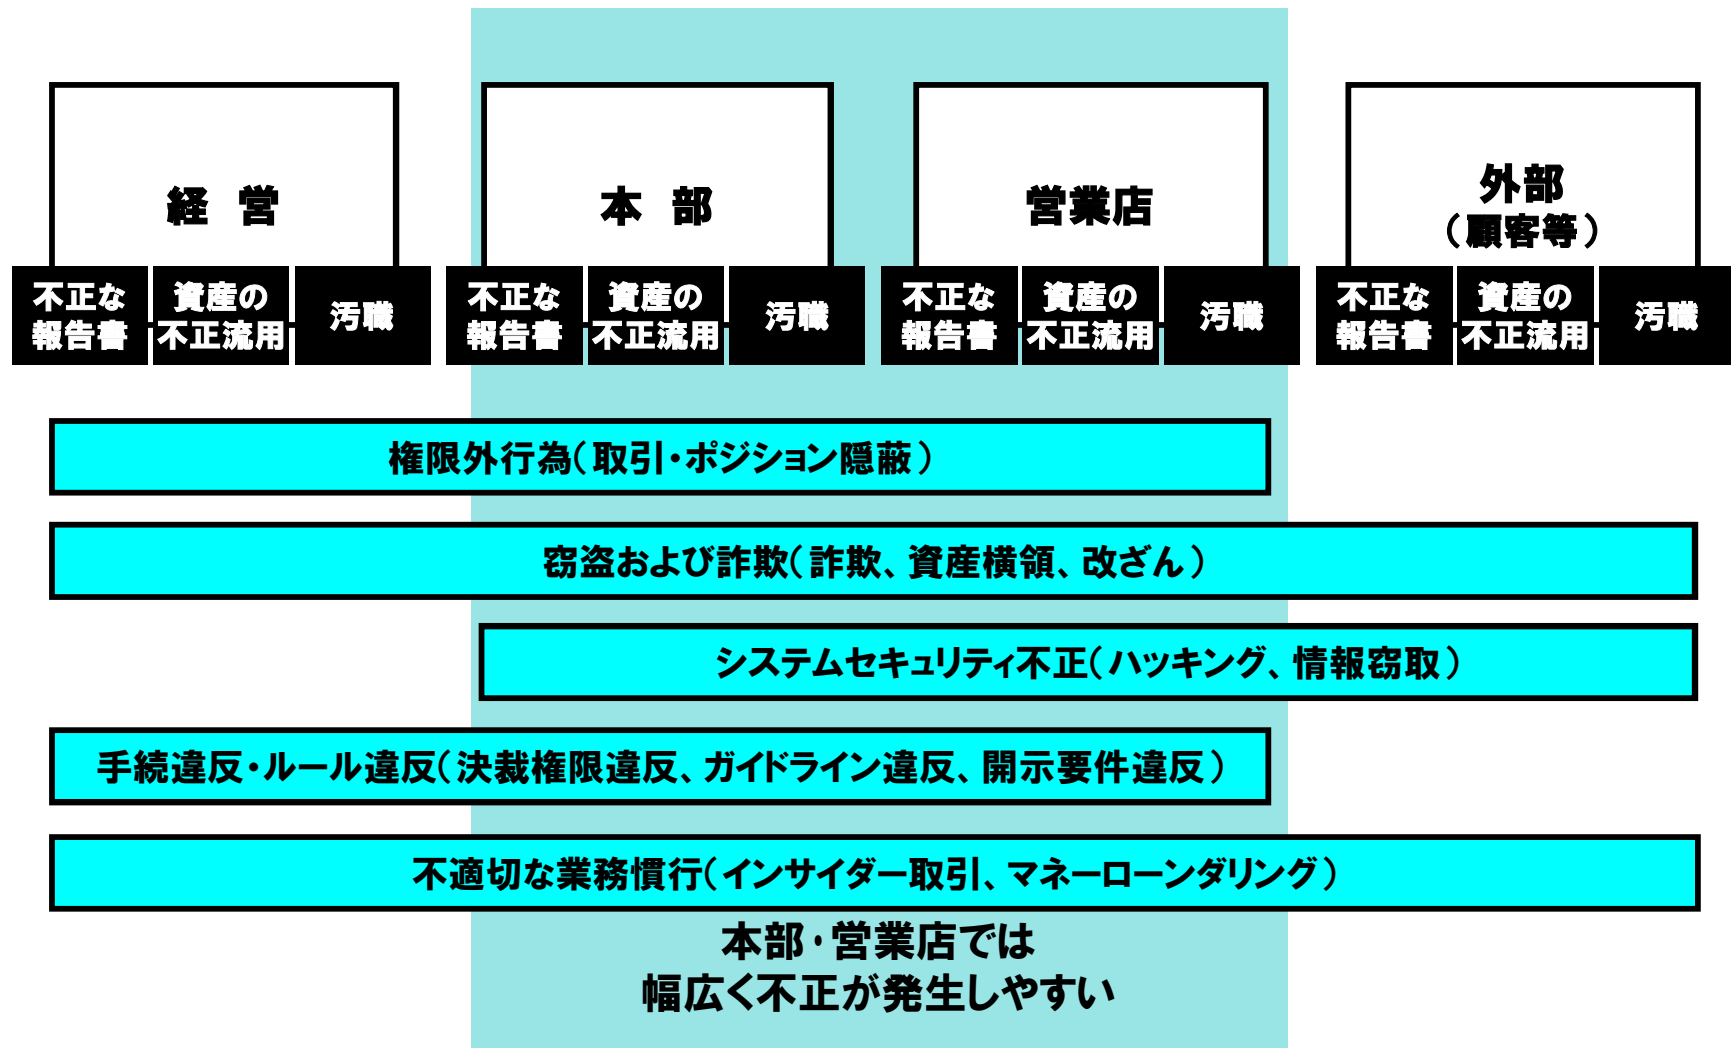 経 営
本 部
営業店
外部
（顧客等）
不正な
報告書
資産の
不正流用
汚職
不正な
報告書
資産の
不正流用
汚職
不正な
報告書
資産の
不正流用
汚職
不正な
報告書
資産の
不正流用
汚職
権限外行為（取引・ポジション隠蔽）
窃盗および詐欺（詐欺、資産横領、改ざん）
システムセキュリティ不正（ハッキング、情報窃取）
手続違反・ルール違反（決裁権限違反、ガイドライン違反、開示要件違反）
不適切な業務慣行（インサイダー取引、マネーローンダリング）
本部・営業店では
幅広く不正が発生しやすい